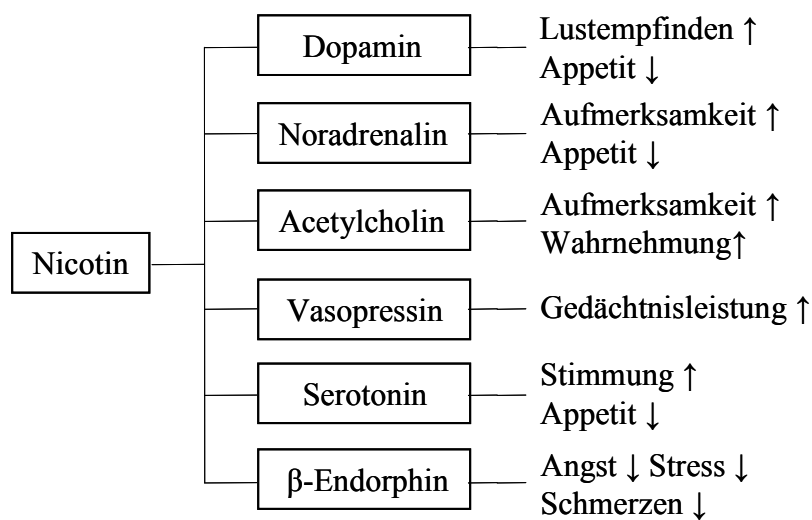 Dopamin
Lustempfinden ↑
Appetit ↓
Noradrenalin
Aufmerksamkeit ↑
Appetit ↓
Acetylcholin
Aufmerksamkeit ↑
Wahrnehmung↑
Nicotin
Vasopressin
Gedächtnisleistung ↑
Serotonin
Stimmung ↑
Appetit ↓
β-Endorphin
Angst ↓ Stress ↓
Schmerzen ↓